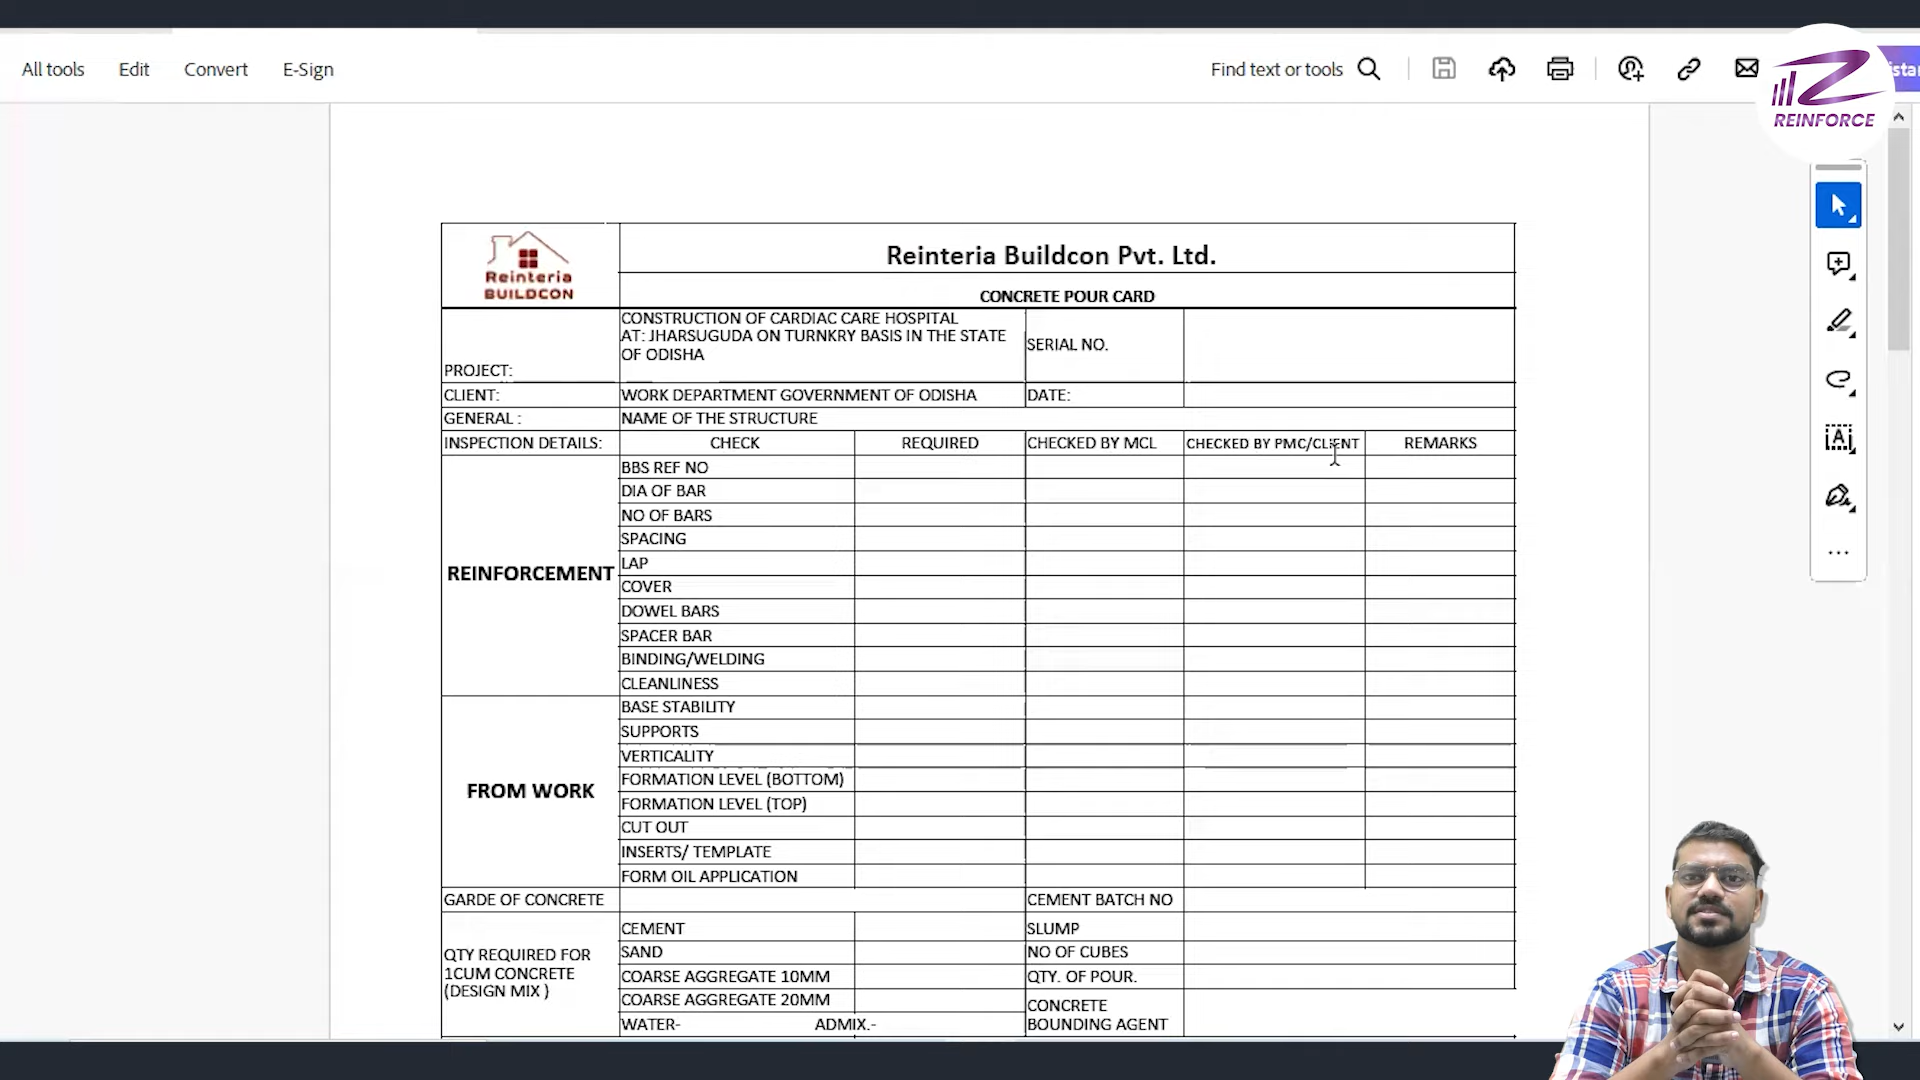 All tools Edit Convert E-Sign Find text or tools
REINFORCE
Reinteria
BUILDCON
Reinteria Buildcon Pvt. Ltd.
CONCRETE POUR CARD
PROJECT:
CONSTRUCTION OF CARDIAC CARE HOSPITAL
AT: JHARSUGUDA ON TURNKRY BASIS IN THE STATE
OF ODISHA
SERIAL NO.
CLIENT: WORK DEPARTMENT GOVERNMENT OF ODISHA DATE:
GENERAL : NAME OF THE STRUCTURE
INSPECTION DETAILS: CHECK REQUIRED CHECKED BY MCL CHECKED BY PMC/CLIENT REMARKS
REINFORCEMENT
BBS REF NO
DIA OF BAR
NO OF BARS
SPACING
LAP
COVER
DOWEL BARS
SPACER BAR
BINDING/WELDING
CLEANLINESS
FROM WORK
BASE STABILITY
SUPPORTS
VERTICALITY
FORMATION LEVEL (BOTTOM)
FORMATION LEVEL (TOP)
CUT OUT
INSERTS/ TEMPLATE
FORM OIL APPLICATION
GARDE OF CONCRETE CEMENT BATCH NO
QTY REQUIRED FOR
1CUM CONCRETE
(DESIGN MIX )
CEMENT SLUMP
SAND NO OF CUBES
COARSE AGGREGATE 10MM QTY. OF POUR.
COARSE AGGREGATE 20MM
WATER- ADMIX.-
CONCRETE
BOUNDING AGENT